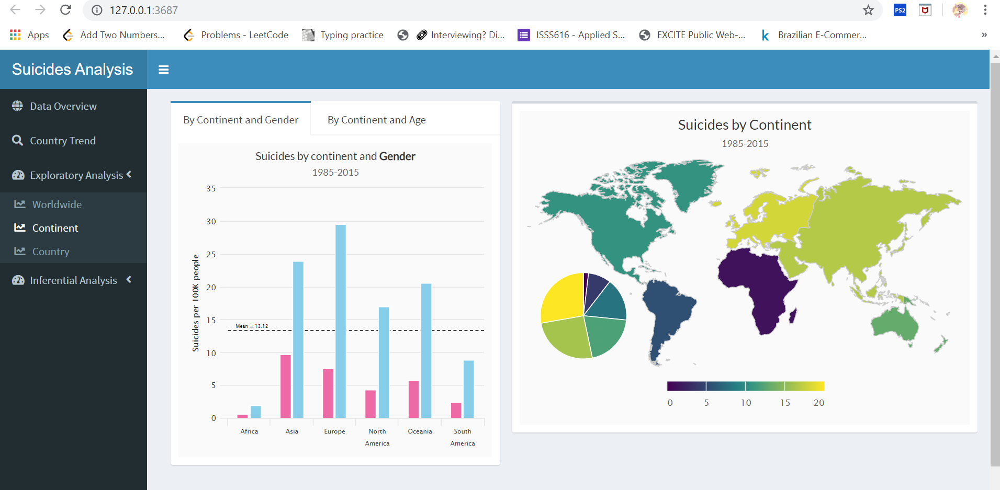 127.0.0.1:3687
PS2
Apps
Add Two Numbers...
Problems - LeetCode
Typing practice
Interviewing? Di...
ISSS616 - Applied S...
EXCITE Public Web-...
k
Brazilian E-Commer...
»
Suicides Analysis
Data Overview
Country Trend
Exploratory Analysis
Worldwide
Continent
Country
Inferential Analysis
By Continent and Gender
By Continent and Age
Suicides by continent and Gender
1985-2015
Suicides per 100K people
35
30
25
20
15
10
5
0
Mean = 13.12
Africa
Asia
Europe
North
America
Oceania
South
America
Suicides by Continent
1985-2015
0 5 10 15 20